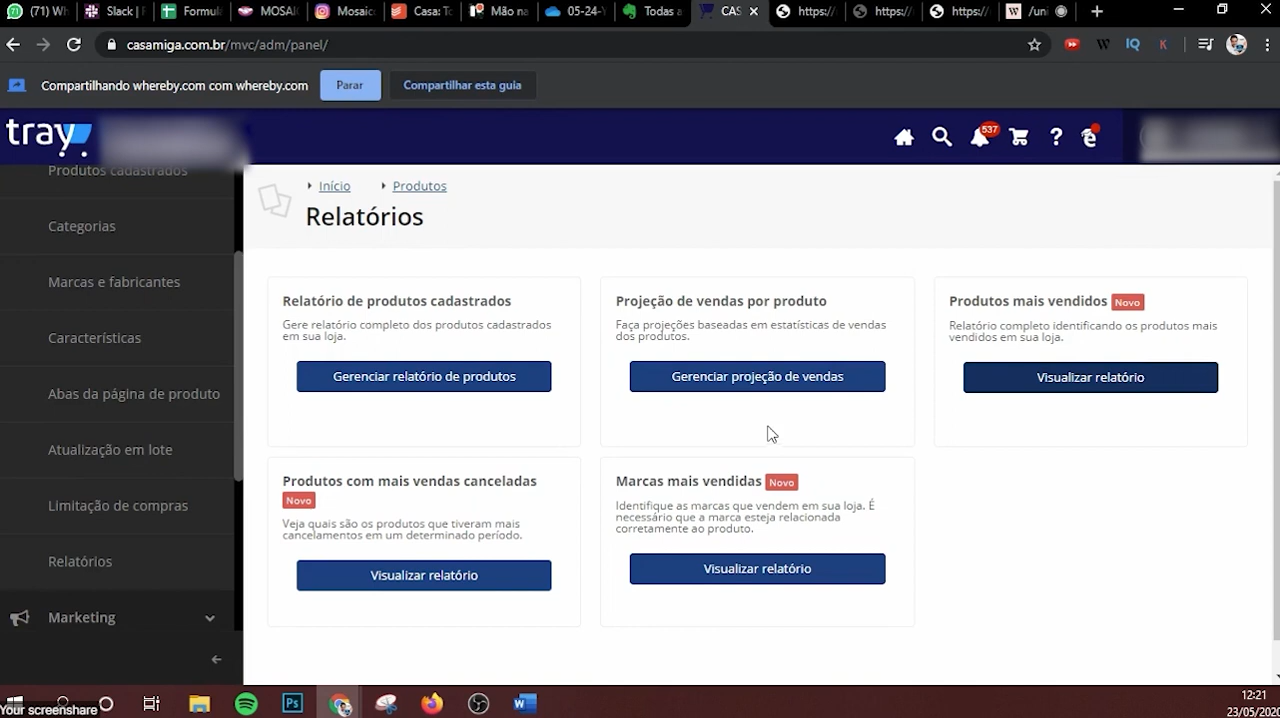 (71) W
Slack | F
Formula
MOSAI
Mosaic
Casa: To
Mão na
05-24-
Todas a
CAS
https:/
https:/
https:/
/uni
casamiga.com.br/mvc/adm/panel/
W
IQ
K
Compartilhando whereby.com com whereby.com
Parar
Compartilhar esta guia
tray
537
?
Produtos cadastrados
Categorias
Marcas e fabricantes
Características
Abas da página de produto
Atualização em lote
Limitação de compras
Relatórios
Marketing
Início
Produtos
Relatórios
Relatório de produtos cadastrados
Gere relatório completo dos produtos cadastrados
em sua loja.
Gerenciar relatório de produtos
Projeção de vendas por produto
Faça projeções baseadas em estatísticas de vendas
dos produtos.
Gerenciar projeção de vendas
Produtos mais vendidos Novo
Relatório completo identificando os produtos mais
vendidos em sua loja.
Visualizar relatório
Produtos com mais vendas canceladas
Novo
Veja quais são os produtos que tiveram mais
cancelamentos em um determinado período.
Visualizar relatório
Marcas mais vendidas Novo
Identifique as marcas que vendem em sua loja. É
necessário que a marca esteja relacionada
corretamente ao produto.
Visualizar relatório
Your screenshare
Ps
12:21
23/05/2020